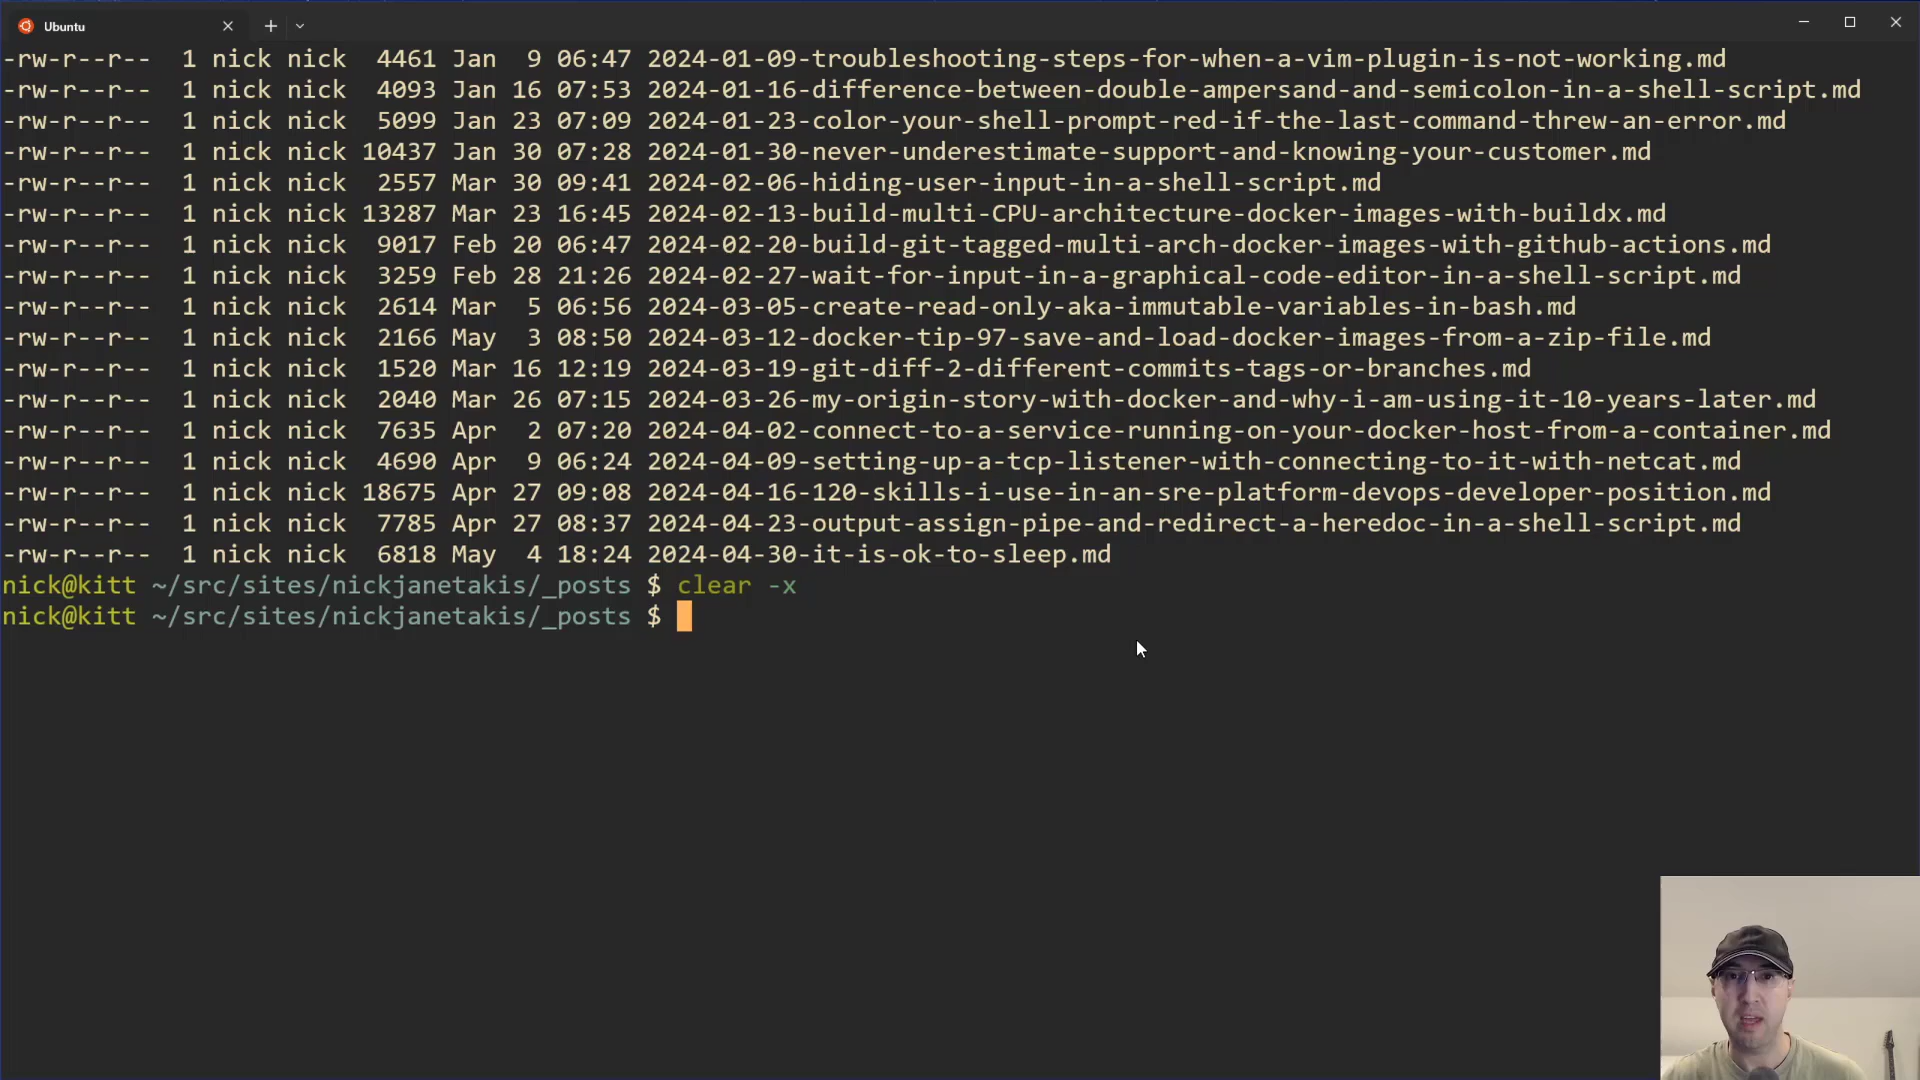 Ubuntu
-rw-r--r--  1 nick nick  4461 Jan  9 06:47 2024-01-09-troubleshooting-steps-for-when-a-vim-plugin-is-not-working.md
-rw-r--r--  1 nick nick  4093 Jan 16 07:53 2024-01-16-difference-between-double-ampersand-and-semicolon-in-a-shell-script.md
-rw-r--r--  1 nick nick  5099 Jan 23 07:09 2024-01-23-color-your-shell-prompt-red-if-the-last-command-threw-an-error.md
-rw-r--r--  1 nick nick 10437 Jan 30 07:28 2024-01-30-never-underestimate-support-and-knowing-your-customer.md
-rw-r--r--  1 nick nick  2557 Mar 30 09:41 2024-02-06-hiding-user-input-in-a-shell-script.md
-rw-r--r--  1 nick nick 13287 Mar 23 16:45 2024-02-13-build-multi-CPU-architecture-docker-images-with-buildx.md
-rw-r--r--  1 nick nick  9017 Feb 20 06:47 2024-02-20-build-git-tagged-multi-arch-docker-images-with-github-actions.md
-rw-r--r--  1 nick nick  3259 Feb 28 21:26 2024-02-27-wait-for-input-in-a-graphical-code-editor-in-a-shell-script.md
-rw-r--r--  1 nick nick  2614 Mar  5 06:56 2024-03-05-create-read-only-aka-immutable-variables-in-bash.md
-rw-r--r--  1 nick nick  2166 May  3 08:50 2024-03-12-docker-tip-97-save-and-load-docker-images-from-a-zip-file.md
-rw-r--r--  1 nick nick  1520 Mar 16 12:19 2024-03-19-git-diff-2-different-commits-tags-or-branches.md
-rw-r--r--  1 nick nick  2040 Mar 26 07:15 2024-03-26-my-origin-story-with-docker-and-why-i-am-using-it-10-years-later.md
-rw-r--r--  1 nick nick  7635 Apr  2 07:20 2024-04-02-connect-to-a-service-running-on-your-docker-host-from-a-container.md
-rw-r--r--  1 nick nick  4690 Apr  9 06:24 2024-04-09-setting-up-a-tcp-listener-with-connecting-to-it-with-netcat.md
-rw-r--r--  1 nick nick 18675 Apr 27 09:08 2024-04-16-120-skills-i-use-in-an-sre-platform-devops-developer-position.md
-rw-r--r--  1 nick nick  7785 Apr 27 08:37 2024-04-23-output-assign-pipe-and-redirect-a-heredoc-in-a-shell-script.md
-rw-r--r--  1 nick nick  6818 May  4 18:24 2024-04-30-it-is-ok-to-sleep.md
nick@kitt ~/src/sites/nickjanetakis/_posts $ clear -x
nick@kitt ~/src/sites/nickjanetakis/_posts $